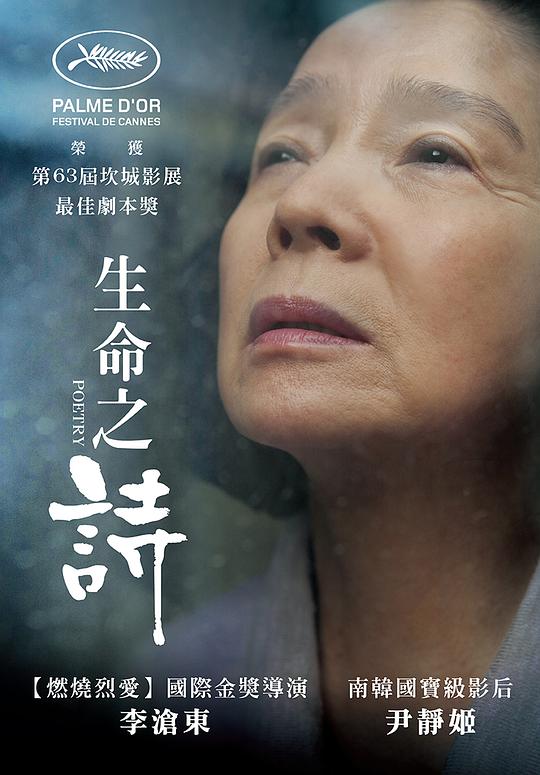 PALME D'OR
FESTIVAL DE CANNES
榮獲
第63屆坎城影展
最佳劇本獎
生命之詩
POETRY
【燃燒烈愛】國際金獎導演
李滄東
南韓國寶級影后
尹靜姬